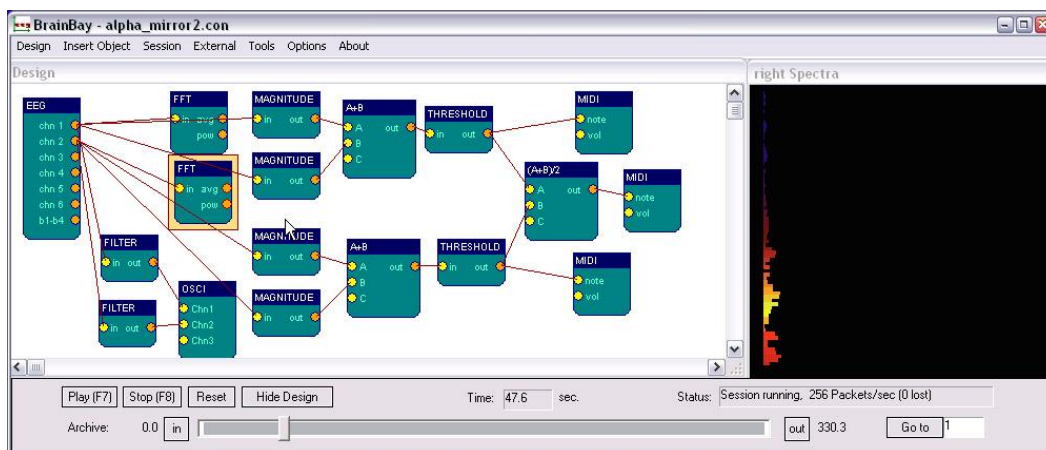 BrainBay - alpha_mirror2.con
Design Insert Object Session External Tools Options About
Design
right Spectra
EEG
chn 1
chn 2
chn 3
chn 4
chn 5
chn 6
b1-b4
FFT
in avg
pow
FFT
in avg
pow
MAGNITUDE
in out
MAGNITUDE
in out
MAGNITUDE
in out
MAGNITUDE
in out
FILTER
in out
FILTER
in out
OSCI
Chn1
Chn2
Chn3
A+B
A out
B
C
A+B
A out
B
C
THRESHOLD
in out
THRESHOLD
in out
(A+B)/2
A out
B
C
MIDI
note
vol
MIDI
note
vol
MIDI
note
vol
Play (F7) Stop (F8) Reset Hide Design Time: 47.6 sec. Status: Session running, 256 Packets/sec (0 lost)
Archive: 0.0 in out 330.3 Go to 1